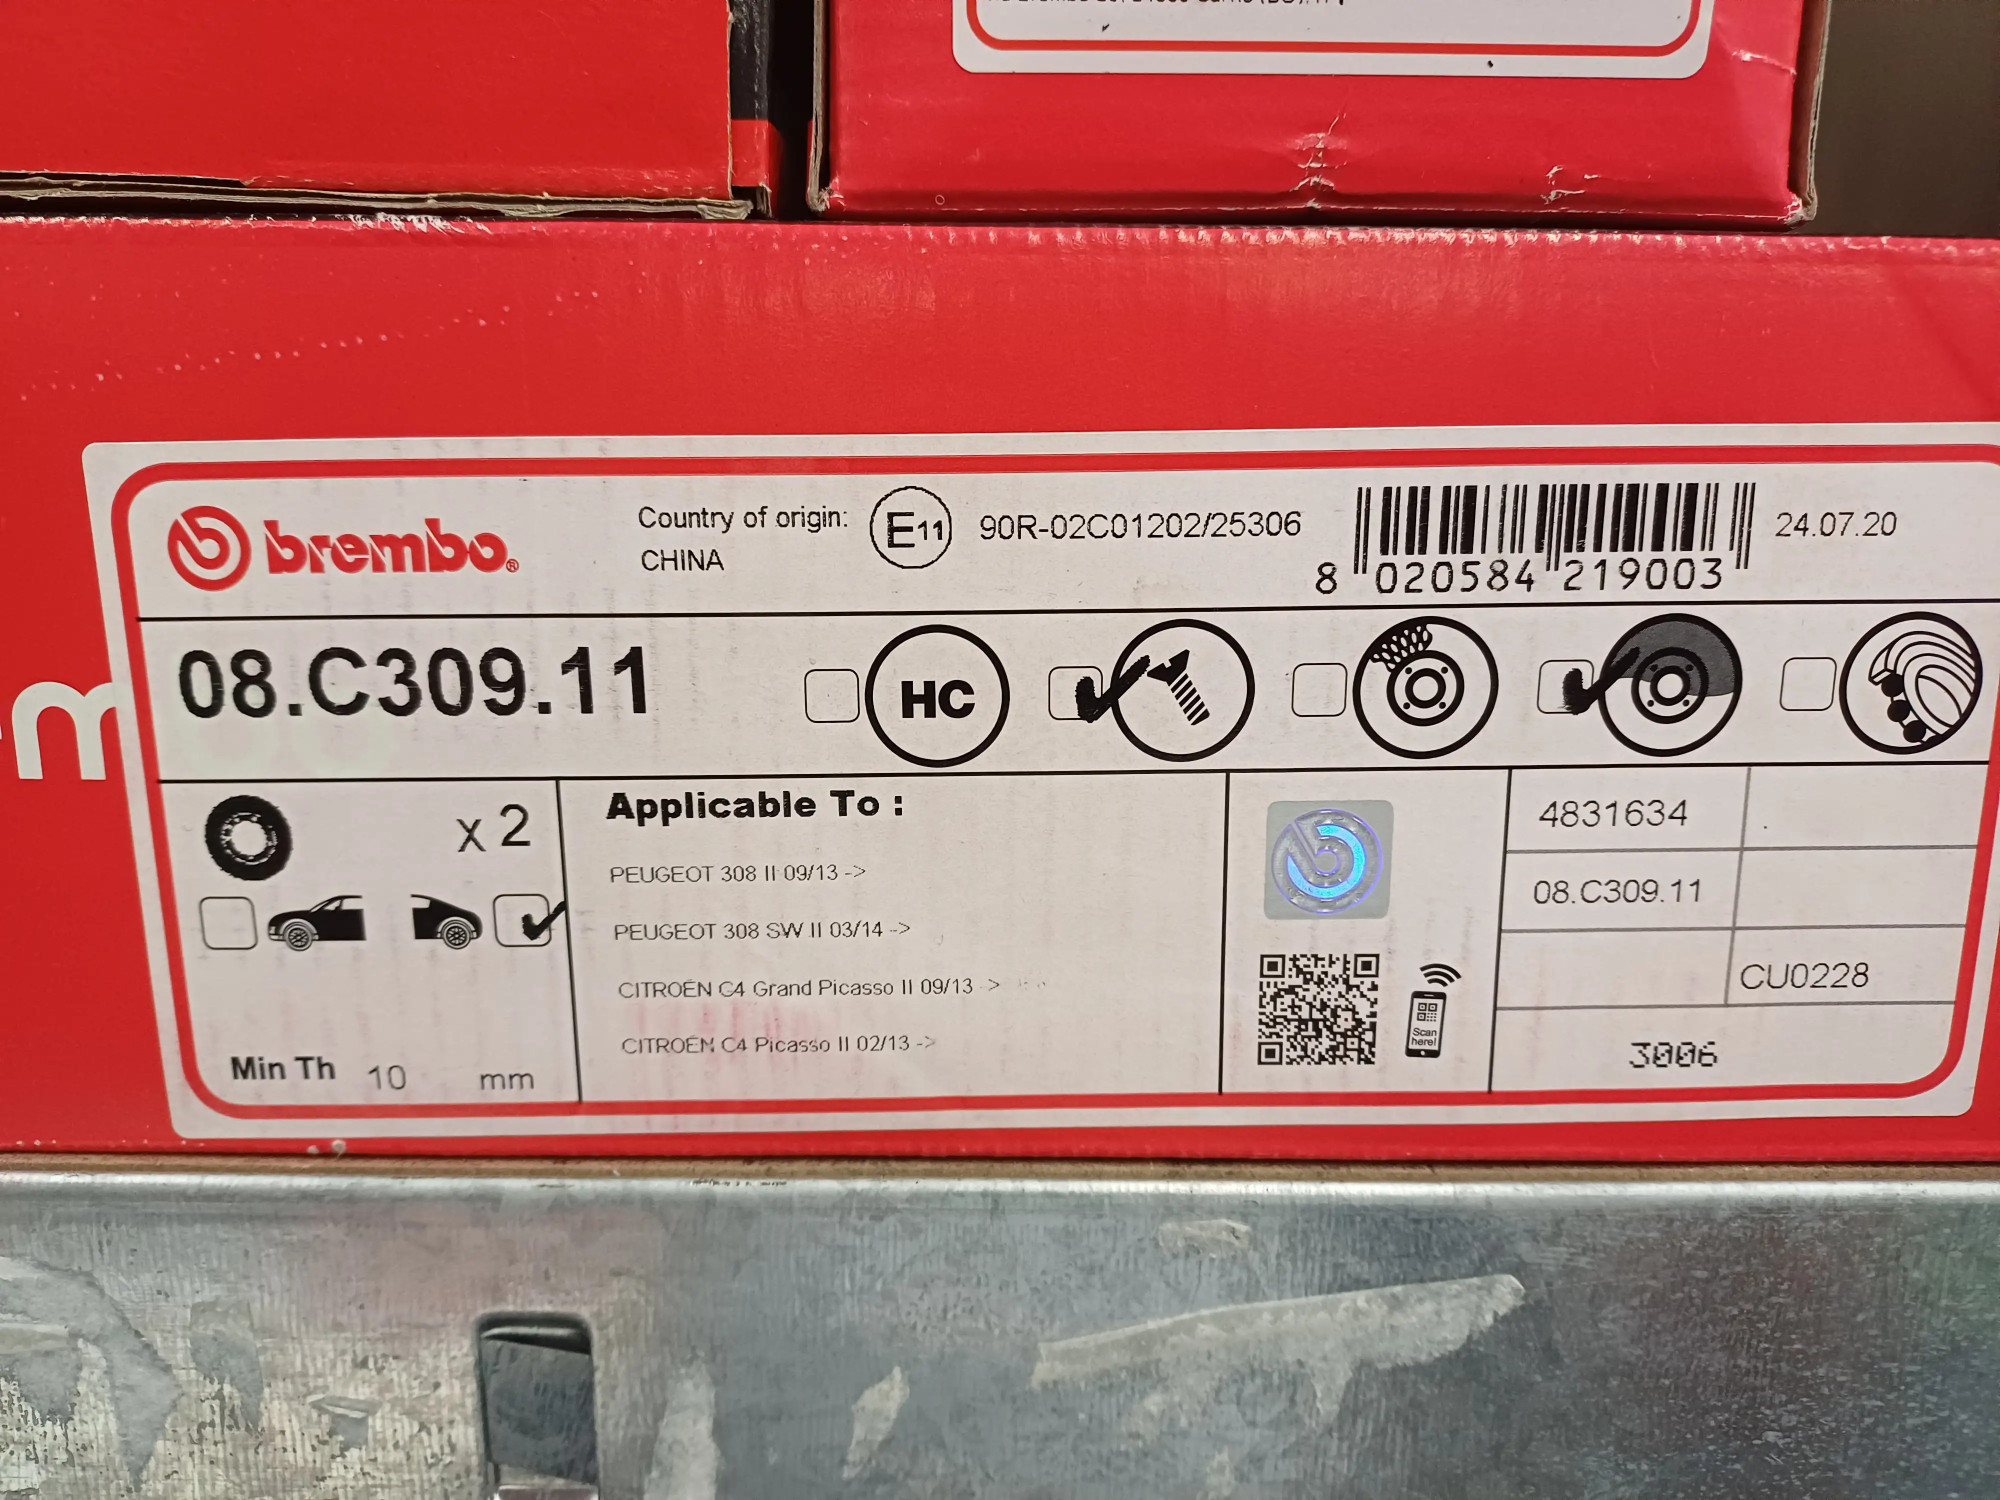 m
brembo®
Country of origin:
CHINA
E11
90R-02C01202/25306
8 020584 219003
24.07.20
08.C309.11
HC
x 2
Min Th 10 mm
Applicable To :
PEUGEOT 308 II 09/13 ->
PEUGEOT 308 SW II 03/14 ->
CITROËN C4 Grand Picasso II 09/13 ->
CITROËN C4 Picasso II 02/13 ->
Scan
here!
4831634
08.C309.11
CU0228
3006